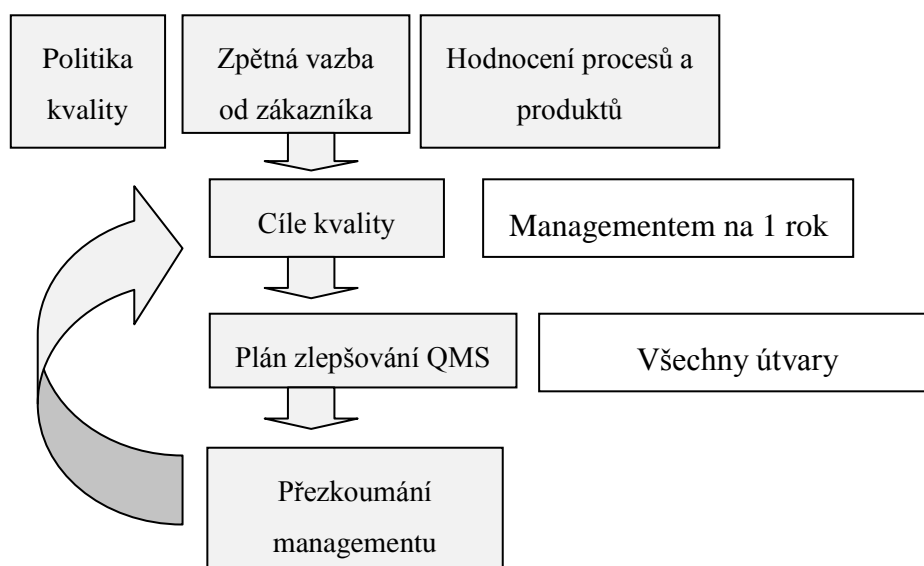 Politika
kvality
Zpětná vazba
od zákazníka
Hodnocení procesů a
produktů
Cíle kvality
Managementem na 1 rok
Plán zlepšování QMS
Všechny útvary
Přezkoumání
managementu